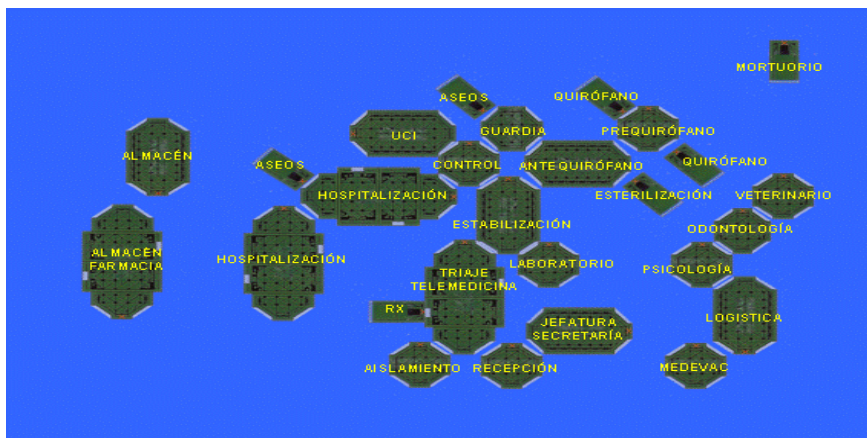 MORTUORIO
ASEOS
QUIRÓFANO
UCI
GUARDIA
PREQUIRÓFANO
ALMACÉN
ASEOS
CONTROL
ANTEQUIRÓFANO
QUIRÓFANO
HOSPITALIZACIÓN
ESTERILIZACIÓN
VETERINARIO
ESTABILIZACIÓN
ODONTOLOGÍA
ALMACÉN
FARMACIA
HOSPITALIZACIÓN
TRIAJE
TELEMEDICINA
LABORATORIO
PSICOLOGÍA
RX
JEFATURA
SECRETARÍA
LOGISTICA
AISLAMIENTO
RECEPCIÓN
MEDEVAC